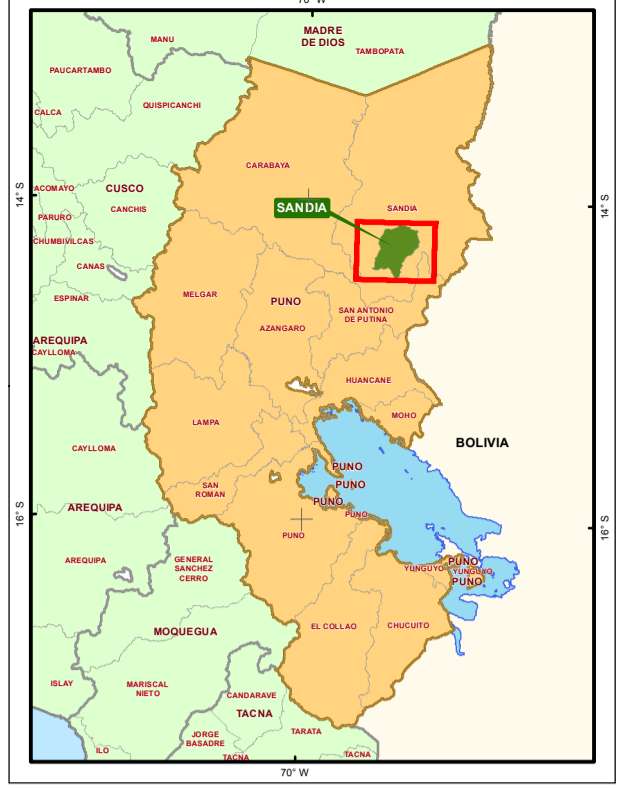 70° W
MADRE
DE DIOS
MANU
TAMBOPATA
PAUCARTAMBO
QUISPICANCHI
CALCA
CARABAYA
ACOMAYO
CUSCO
14° S
14° S
SANDIA
SANDIA
CANCHIS
PARURO
CHUMBIVILCAS
CANAS
ESPINAR
MELGAR
PUNO
SAN ANTONIO
DE PUTINA
AZANGARO
AREQUIPA
CAYLLOMA
HUANCANE
MOHO
LAMPA
BOLIVIA
CAYLLOMA
PUNO
PUNO
SAN
ROMAN
PUNO
PUNO
AREQUIPA
16° S
16° S
PUNO
AREQUIPA
GENERAL
SANCHEZ
CERRO
PUNO
YUNGUYO
YUNGUYO
PUNO
EL COLLAO
CHUCUITO
MOQUEGUA
ISLAY
MARISCAL
NIETO
CANDARAVE
TACNA
TARATA
JORGE
BASADRE
ILO
TACNA
TACNA
70° W